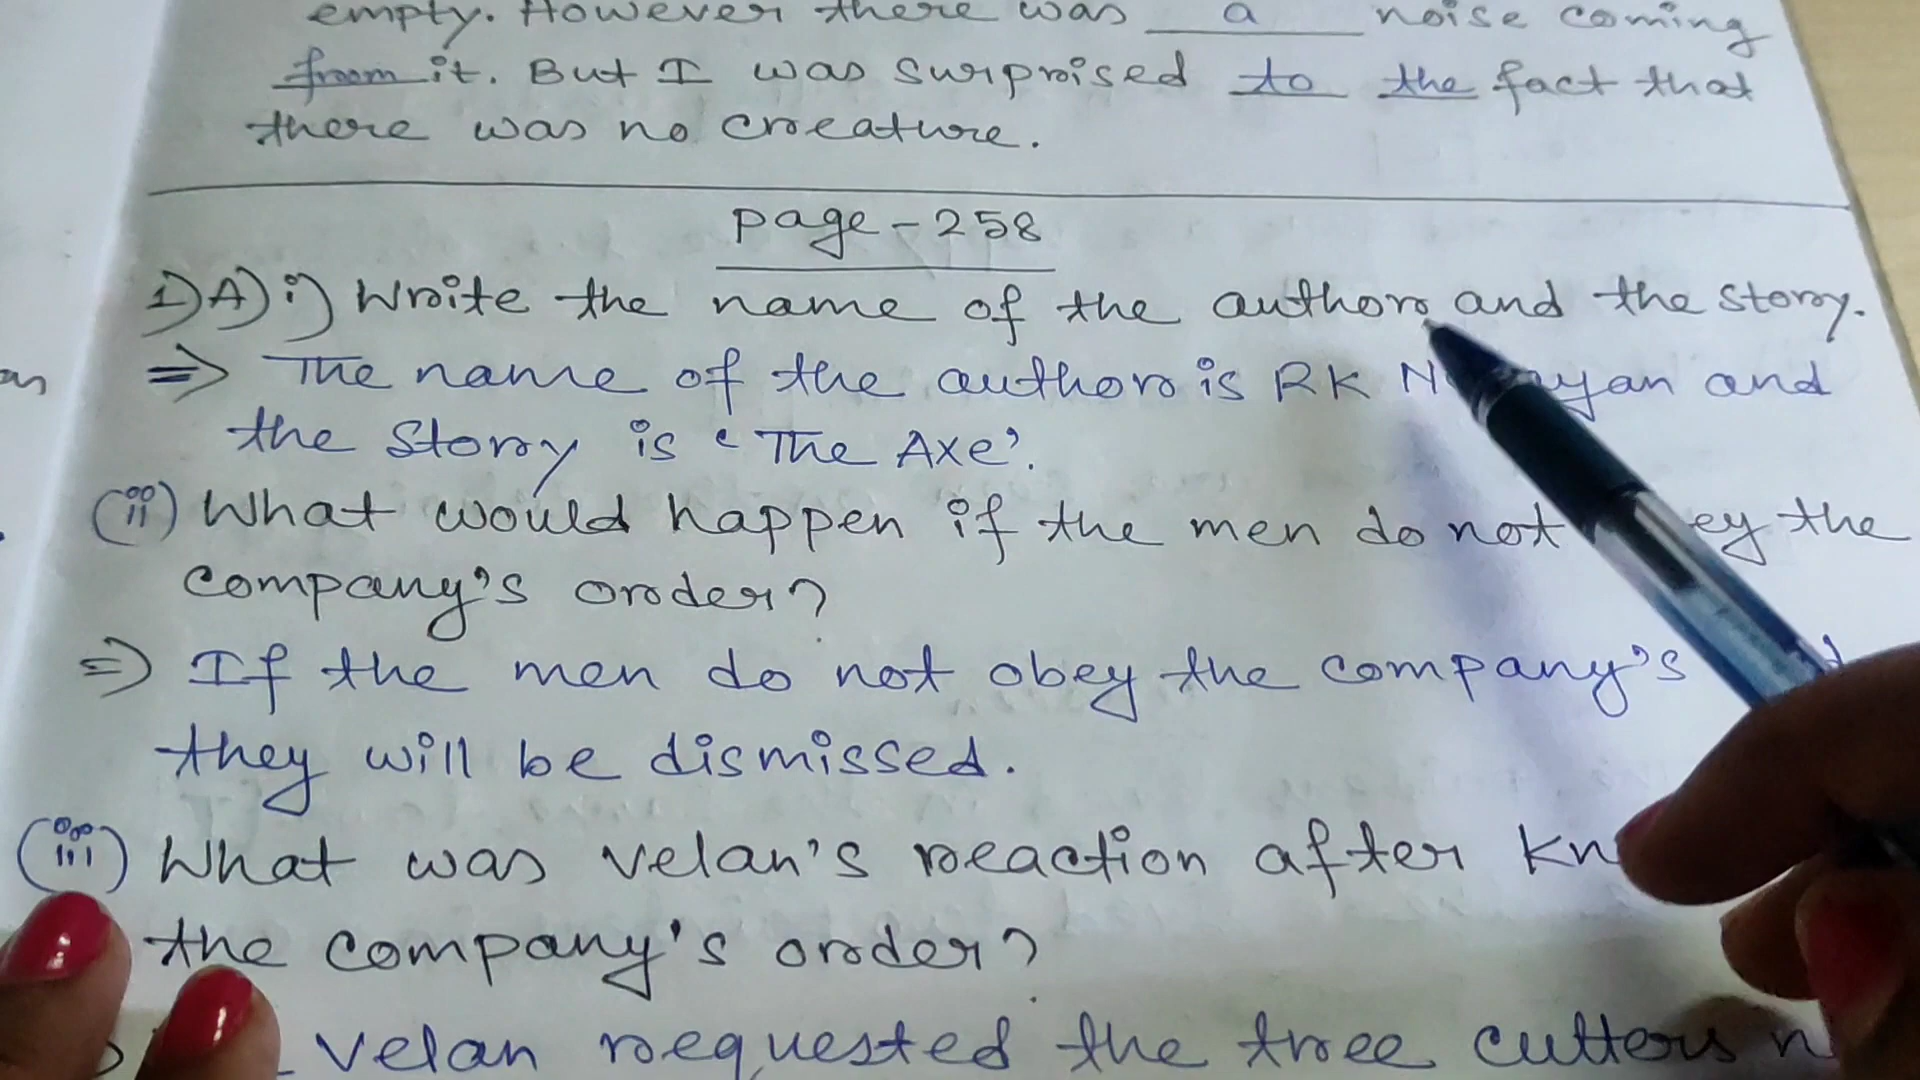 empty. However there was a noise coming
from it. But I was surprised to the fact that
there was no creature.
Page - 258
1) A) i) Write the name of the author and the story.
⇒ The name of the author is RK and
the story is ‘The Axe’.
(ii) What would happen if the men do not the
company's order?
⇒ If the men do not obey the company's
they will be dismissed.
(iii) What was Velan's reaction after
the company's order?
Velan requested the tree cutters